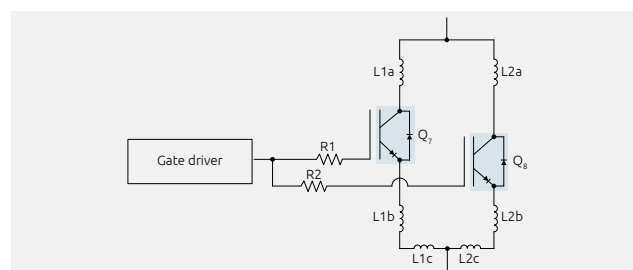 L1a
L2a
Q7
R1
Gate driver
Q8
R2
L1b
L2b
L1c
L2c